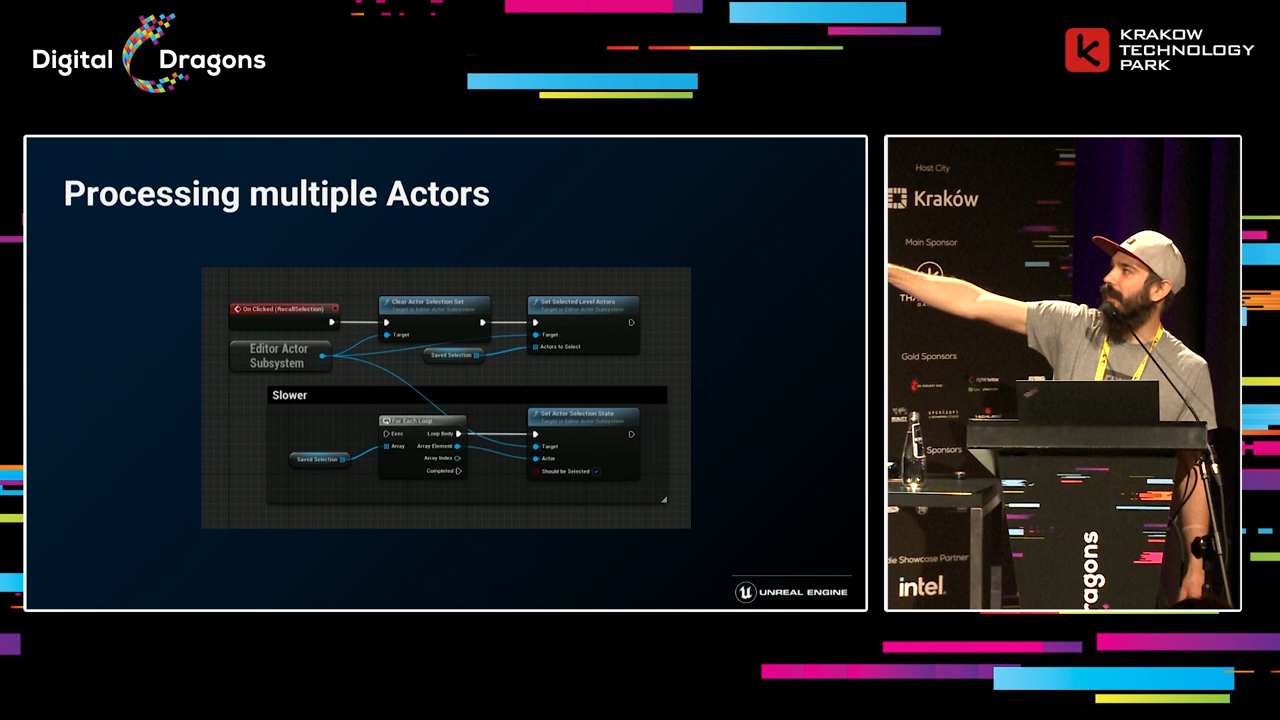 Digital Dragons
KRAKOW
TECHNOLOGY
PARK
Processing multiple Actors
On Clicked (RecallSelection)
Clear Actor Selection Set
Target is Editor Actor Subsystem
Target
Set Selected Level Actors
Target is Editor Actor Subsystem
Target
Actors to Select
Editor Actor
Subsystem
Saved Selection
Slower
For Each Loop
Exec
Loop Body
Array
Array Element
Array Index
Completed
Saved Selection
Set Actor Selection State
Target is Editor Actor Subsystem
Target
Actor
Should be Selected
UNREAL ENGINE
Host City
Kraków
Main Sponsor
Gold Sponsors
Sponsors
Showcase Partner
intel.
ragons